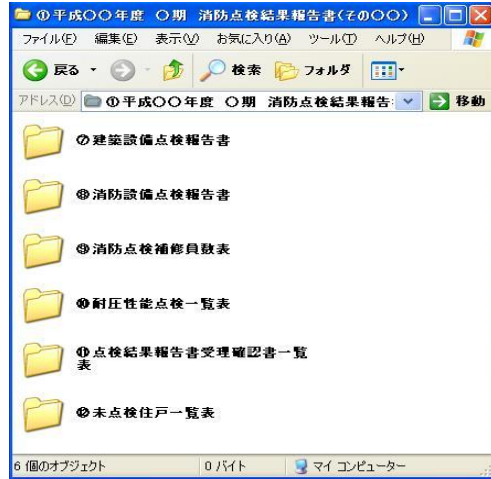 ①平成〇〇年度 〇期 消防点検結果報告書(その〇〇)
ファイル(F) 編集(E) 表示(V) お気に入り(A) ツール(T) ヘルプ(H)
戻る 検索 フォルダ
アドレス(D) ①平成〇〇年度 〇期 消防点検結果報告: 移動
⑦建築設備点検報告書
⑧消防設備点検報告書
⑨消防点検補修員数表
⑩耐圧性能点検一覧表
⑪点検結果報告書受理確認書一覧
表
⑫未点検住戸一覧表
6 個のオブジェクト 0 バイト マイ コンピューター